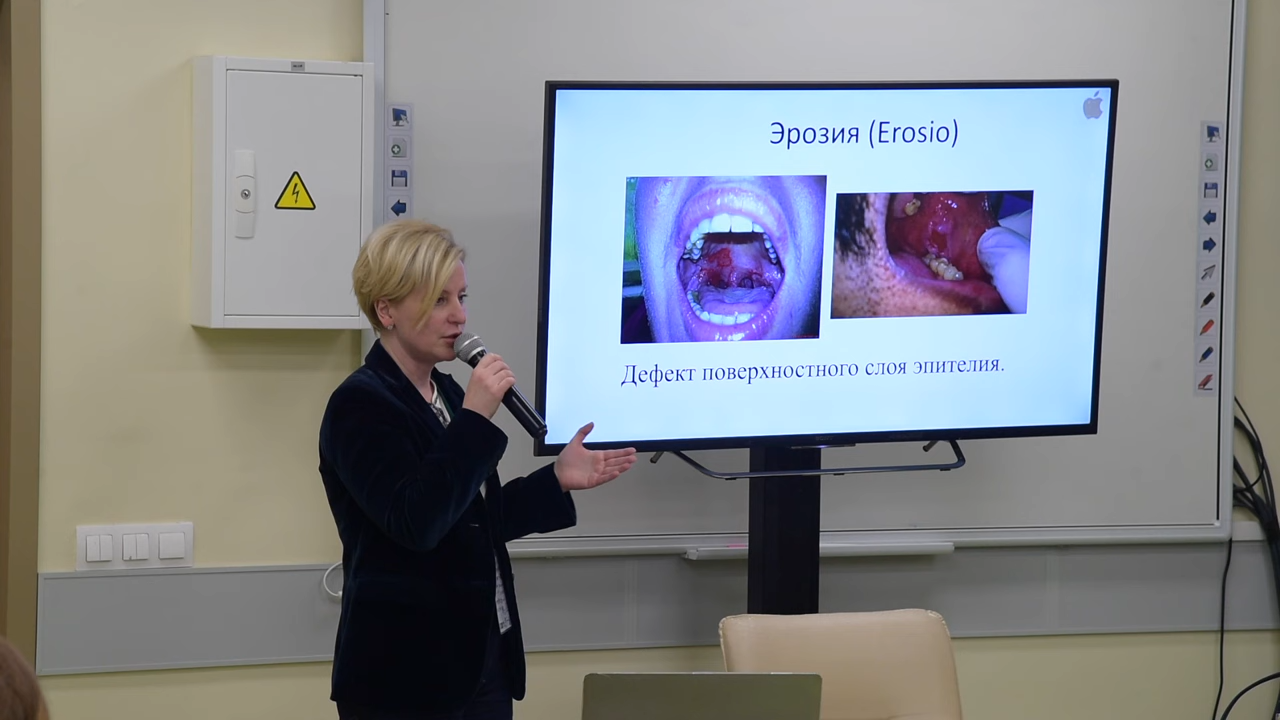 Эрозия (Erosio)
Дефект поверхностного слоя эпителия.